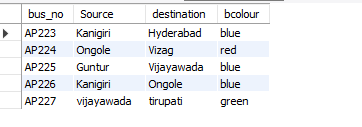 bus_no Source destination bcolour
AP223 Kanigiri Hyderabad blue
AP224 Ongole Vizag red
AP225 Guntur Vijayawada blue
AP226 Kanigiri Ongole blue
AP227 vijayawada tirupati green